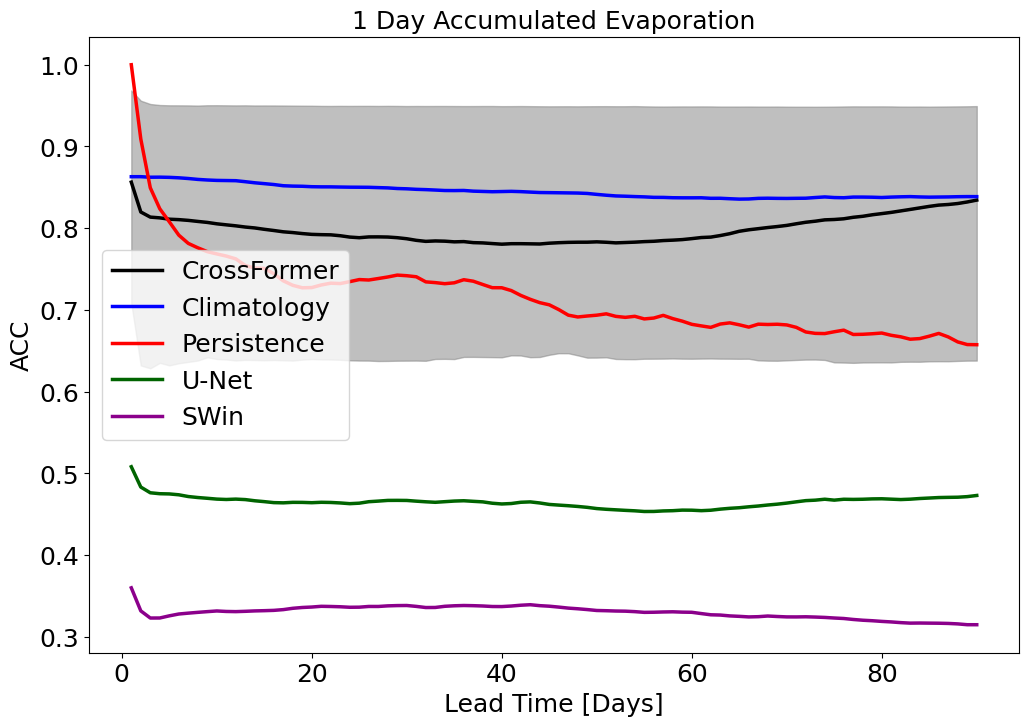 1 Day Accumulated Evaporation
ACC
1.0
0.9
0.8
0.7
0.6
0.5
0.4
0.3
CrossFormer
Climatology
Persistence
U-Net
SWin
0 20 40 60 80
Lead Time [Days]